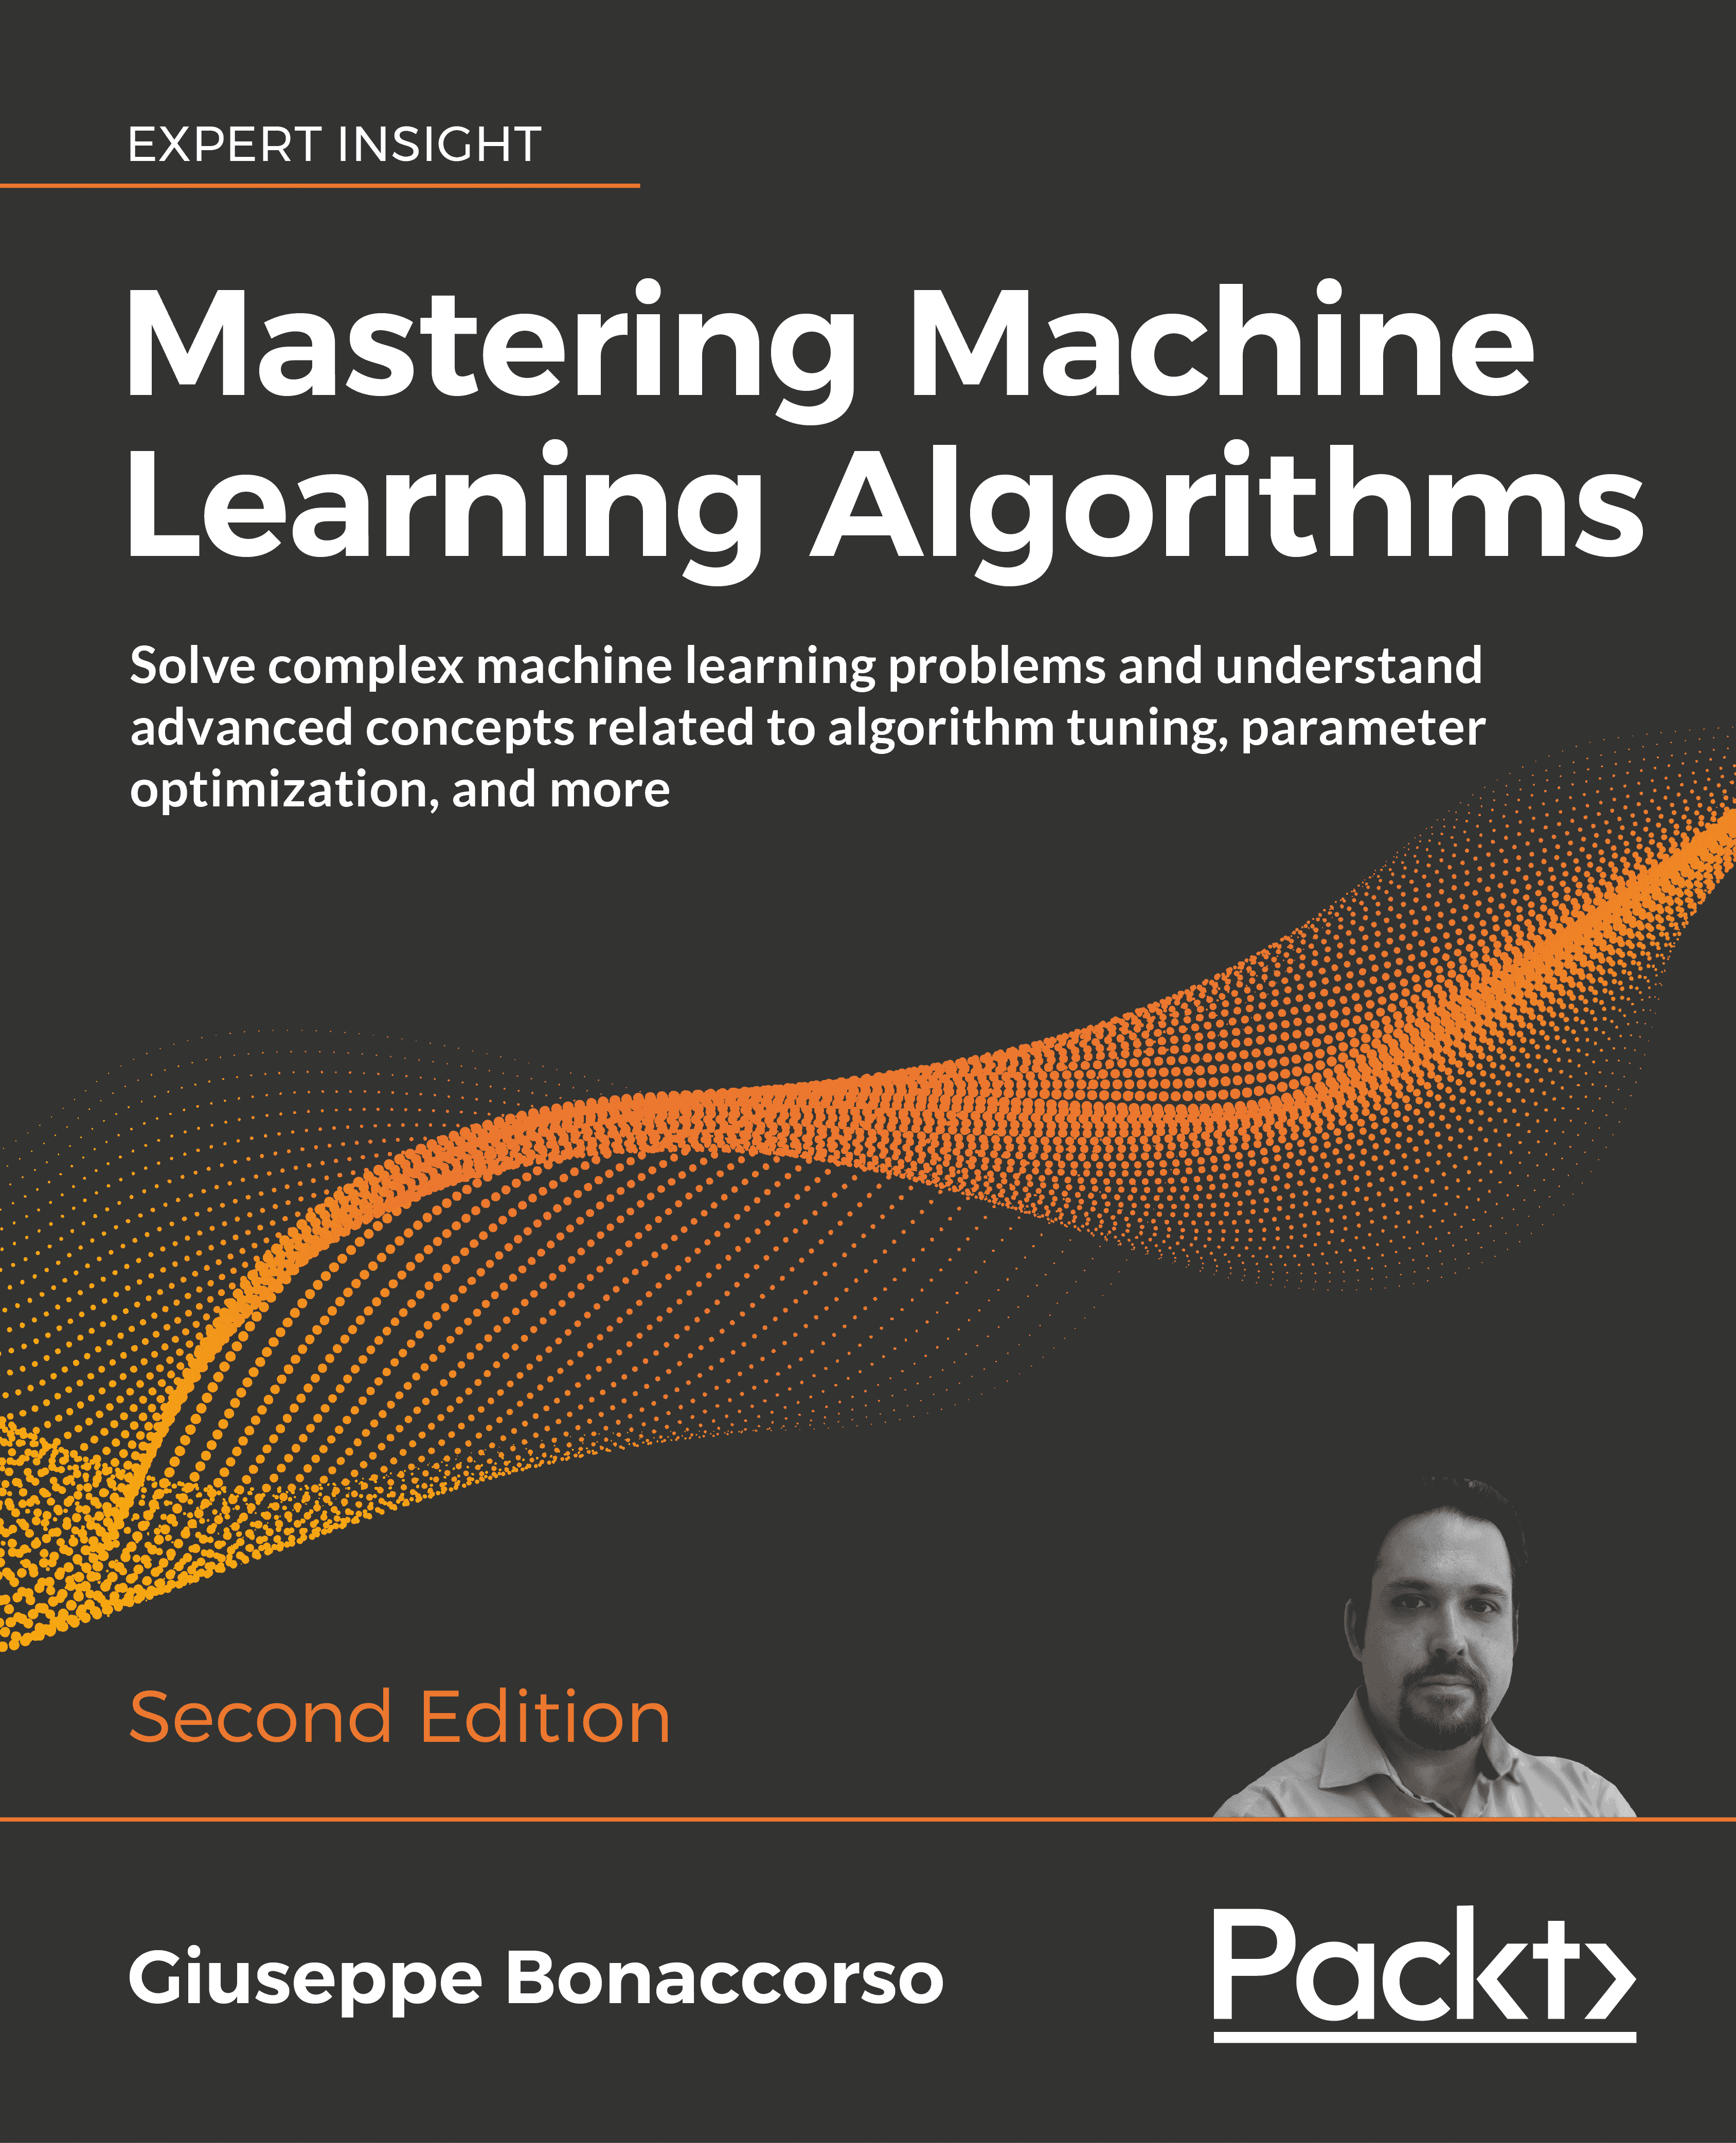 EXPERT INSIGHT
Mastering Machine
Learning Algorithms
Solve complex machine learning problems and understand
advanced concepts related to algorithm tuning, parameter
optimization, and more
Second Edition
Giuseppe Bonaccorso
Packt